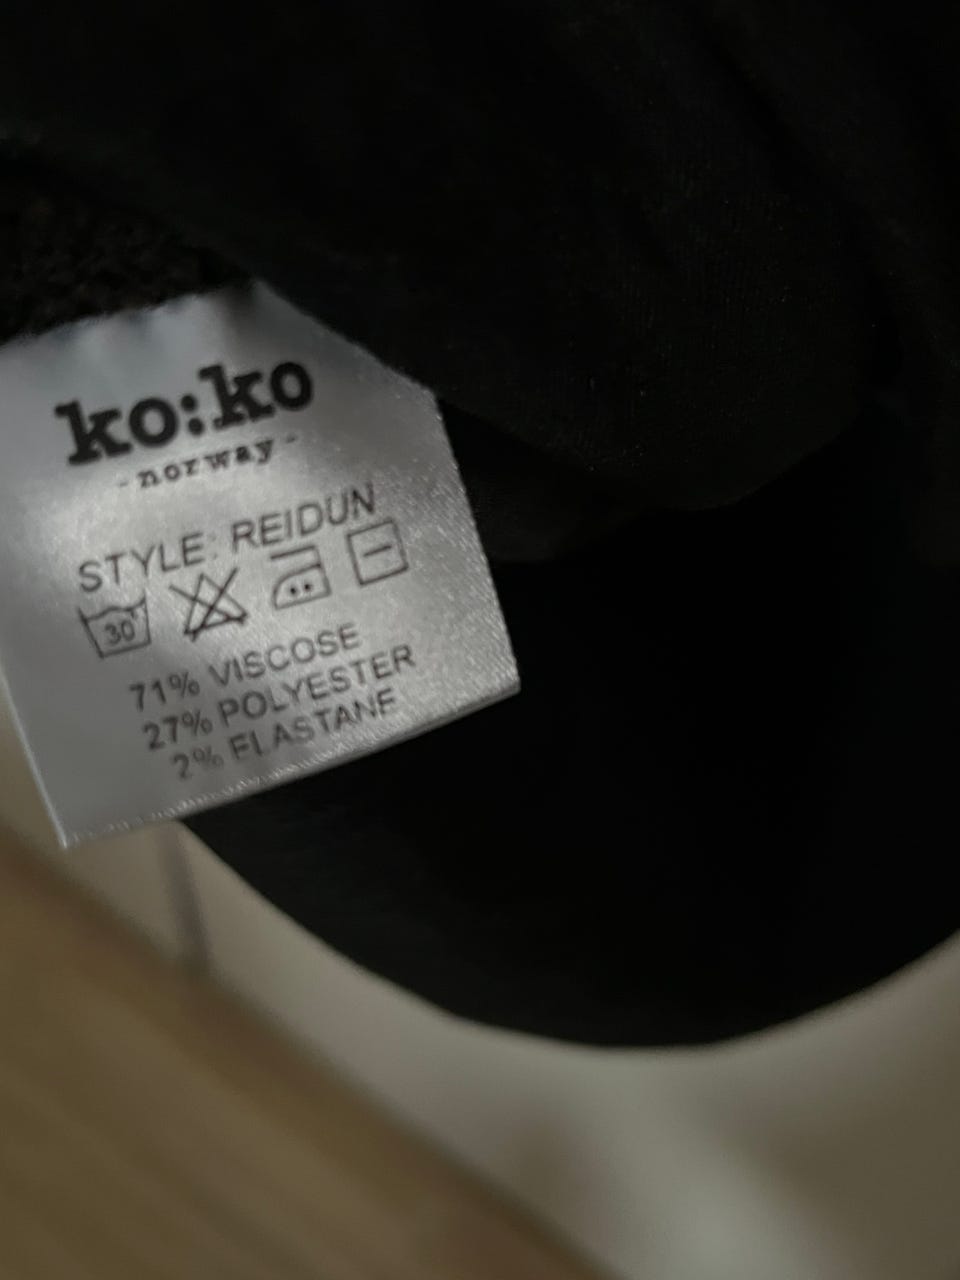 ko:ko
-norway-
STYLE: REIDUN
30
71% VISCOSE
27% POLYESTER
2% ELASTANE